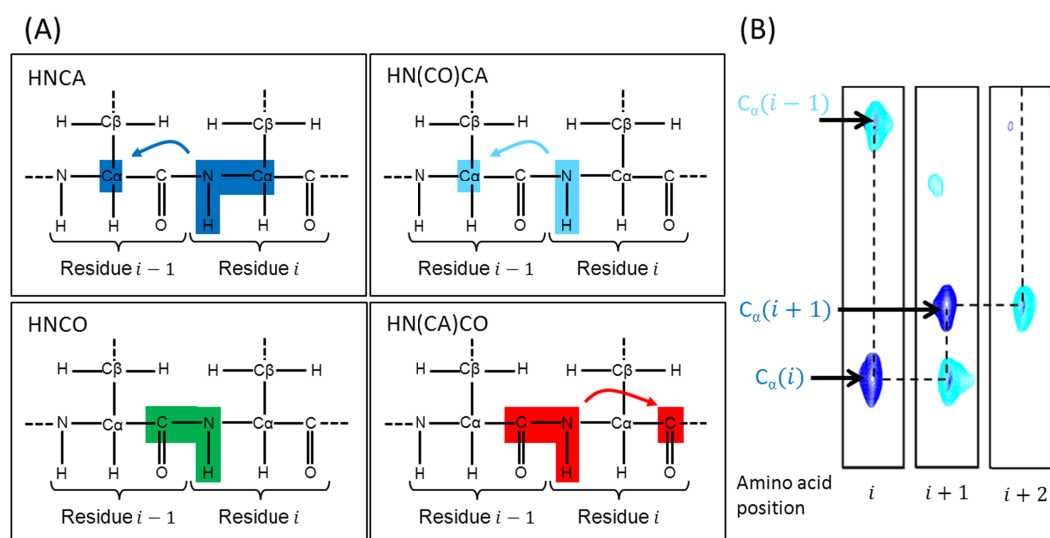 (A)
HNCA
H Cβ H H Cβ H
N Cα C N Cα C
H H O H H O
Residue i − 1 Residue i
HN(CO)CA
H Cβ H H Cβ H
N Cα C N Cα C
H H O H H O
Residue i − 1 Residue i
HNCO
H Cβ H H Cβ H
N Cα C N Cα C
H H O H H O
Residue i − 1 Residue i
HN(CA)CO
H Cβ H H Cβ H
N Cα C N Cα C
H H O H H O
Residue i − 1 Residue i
(B)
Cα(i − 1)
Cα(i + 1)
Cα(i)
Amino acid
position
i i + 1 i + 2